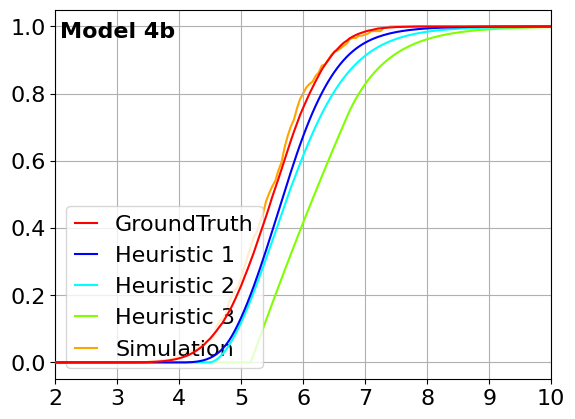 Model 4b
1.0
0.8
0.6
0.4
0.2
0.0
GroundTruth
Heuristic 1
Heuristic 2
Heuristic 3
Simulation
2 3 4 5 6 7 8 9 10